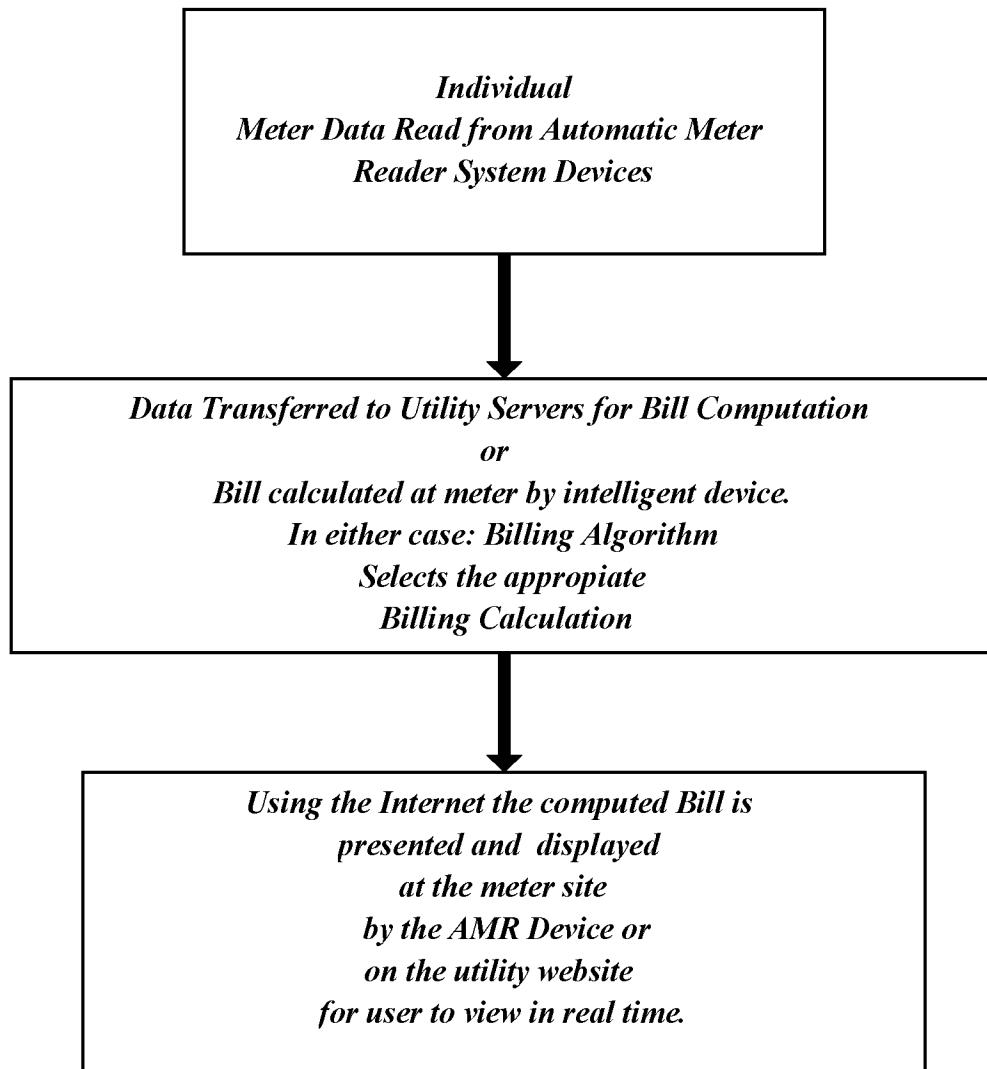 Individual
Meter Data Read from Automatic Meter
Reader System Devices
Data Transferred to Utility Servers for Bill Computation
or
Bill calculated at meter by intelligent device.
In either case: Billing Algorithm
Selects the appropiate
Billing Calculation
Using the Internet the computed Bill is
presented and displayed
at the meter site
by the AMR Device or
on the utility website
for user to view in real time.